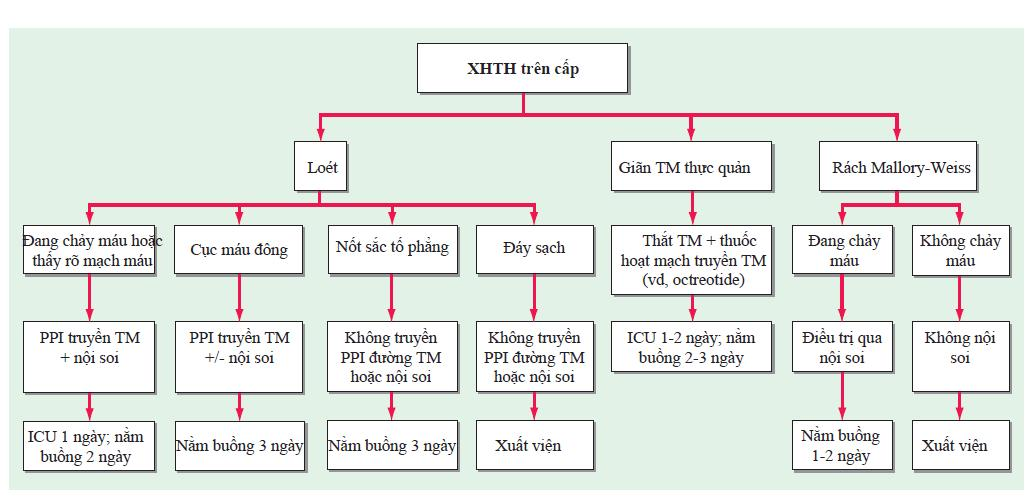 XHTH trên cấp
Loét
Giãn TM thực quản
Rách Mallory-Weiss
Đang chảy máu hoặc
thấy rõ mạch máu
Cục máu đông
Nốt sắc tố phẳng
Đáy sạch
Thắt TM + thuốc
hoạt mạch truyền TM
(vd, octreotide)
Đang chảy
máu
Không chảy
máu
PPI truyền TM
+ nội soi
PPI truyền TM
+/- nội soi
Không truyền
PPI đường TM
hoặc nội soi
Không truyền
PPI đường TM
hoặc nội soi
ICU 1-2 ngày; nằm
buồng 2-3 ngày
Điều trị qua
nội soi
Không nội
soi
ICU 1 ngày; nằm
buồng 2 ngày
Nằm buồng 3 ngày
Nằm buồng 3 ngày
Xuất viện
Nằm buồng
1-2 ngày
Xuất viện